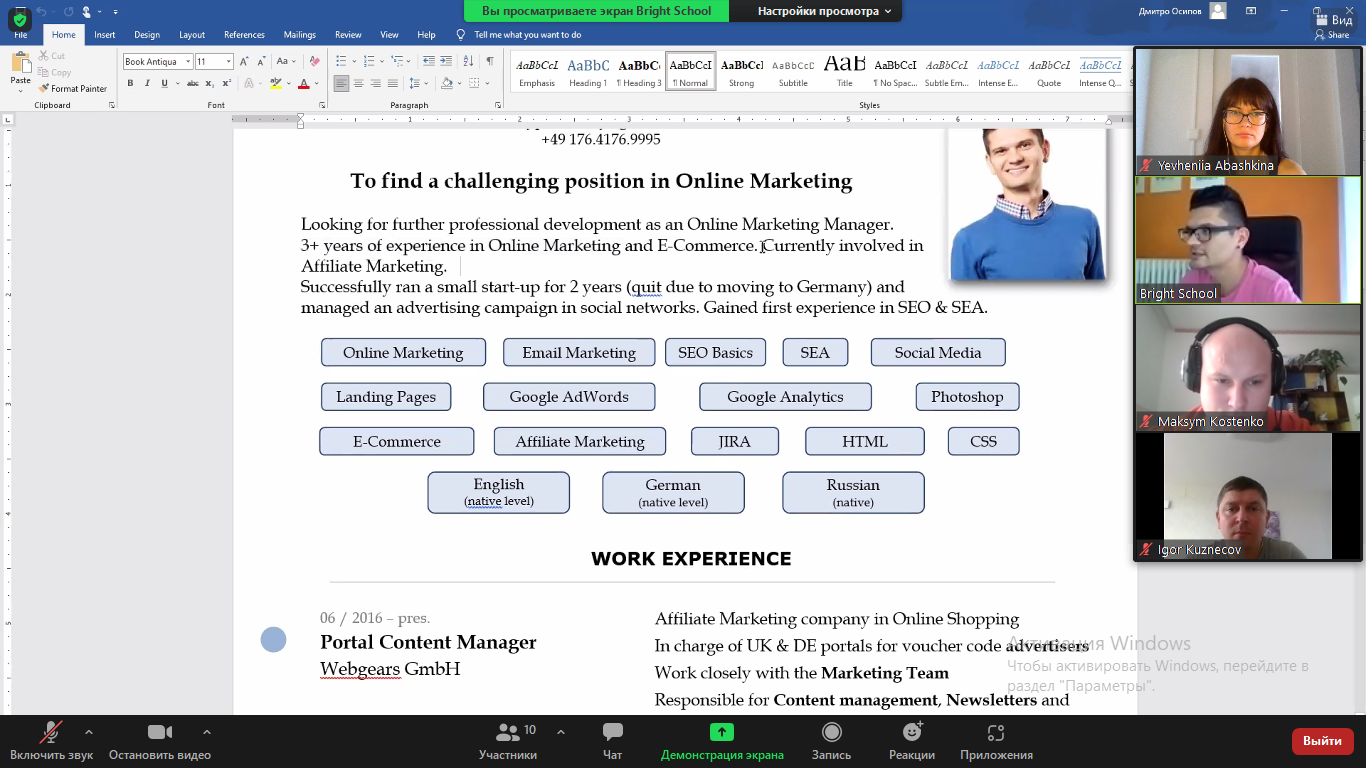 Вы просматриваете экран Bright School
Настройки просмотра
Дмитро Осипов
Вид
File Home Insert Design Layout References Mailings Review View Help Tell me what you want to do
Share
Paste
Cut
Copy
Format Painter
Clipboard
Book Antiqua 11
Font
Paragraph
AaBbCcI AaBbC AaBbC AaBbCcI AaBbCcI AaBbCcD AaB AaBbCcI AaBbCcI AaBbCcI AaBbCcI AaBbCcI
Emphasis Heading 1 ¶ Heading 3 ¶ Normal Strong Subtitle Title ¶ No Spac... Subtle Em... Intense E... Quote Intense Q...
Styles
+49 176.4176.9995
To find a challenging position in Online Marketing
Looking for further professional development as an Online Marketing Manager.
3+ years of experience in Online Marketing and E-Commerce. Currently involved in
Affiliate Marketing.
Successfully ran a small start-up for 2 years (quit due to moving to Germany) and
managed an advertising campaign in social networks. Gained first experience in SEO & SEA.
Online Marketing Email Marketing SEO Basics SEA Social Media
Landing Pages Google AdWords Google Analytics Photoshop
E-Commerce Affiliate Marketing JIRA HTML CSS
English German Russian
(native level) (native level) (native)
WORK EXPERIENCE
06 / 2016 – pres.
Portal Content Manager
Webgears GmbH
Affiliate Marketing company in Online Shopping
In charge of UK & DE portals for voucher code advertisers
Work closely with the Marketing Team
Responsible for Content management, Newsletters and
Активация Windows
Чтобы активировать Windows, перейдите в
раздел "Параметры".
Yevheniia Abashkina
Bright School
Maksym Kostenko
Igor Kuznecov
Включить звук
Остановить видео
10
Участники
Чат
Демонстрация экрана
Запись
Реакции
Приложения
Выйти